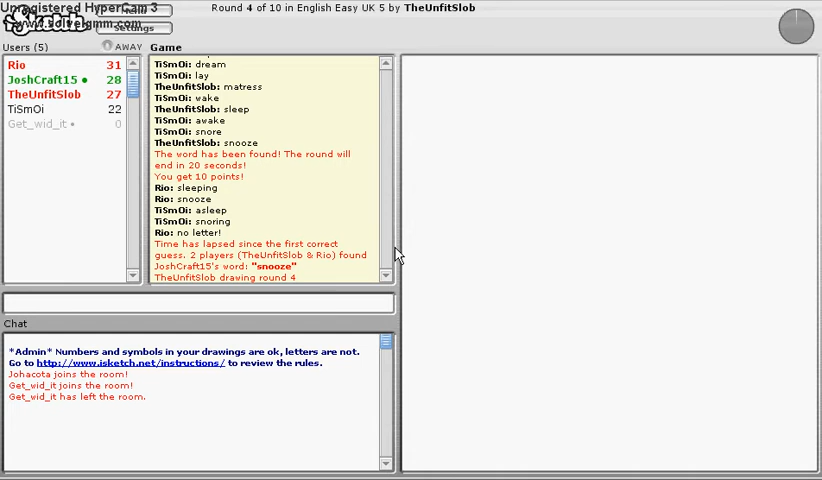 Unregistered HyperCam 3
www.solveigmm.com
Round 4 of 10 in English Easy UK 5 by TheUnfitSlob
Settings
Users (5)
AWAY
Game
Rio 31
JoshCraft15 • 28
TheUnfitSlob 27
TiSmOi 22
Get_wid_it • 0
TiSmOi: dream
TiSmOi: lay
TheUnfitSlob: matress
TiSmOi: wake
TheUnfitSlob: sleep
TiSmOi: awake
TiSmOi: snore
TheUnfitSlob: snooze
The word has been found! The round will
end in 20 seconds!
You get 10 points!
Rio: sleeping
Rio: snooze
TiSmOi: asleep
TiSmOi: snoring
Rio: no letter!
Time has lapsed since the first correct
guess. 2 players (TheUnfitSlob & Rio) found
JoshCraft15's word: "snooze"
TheUnfitSlob drawing round 4
Chat
*Admin* Numbers and symbols in your drawings are ok, letters are not.
Go to http://www.isketch.net/instructions/ to review the rules.
Johacota joins the room!
Get_wid_it joins the room!
Get_wid_it has left the room.